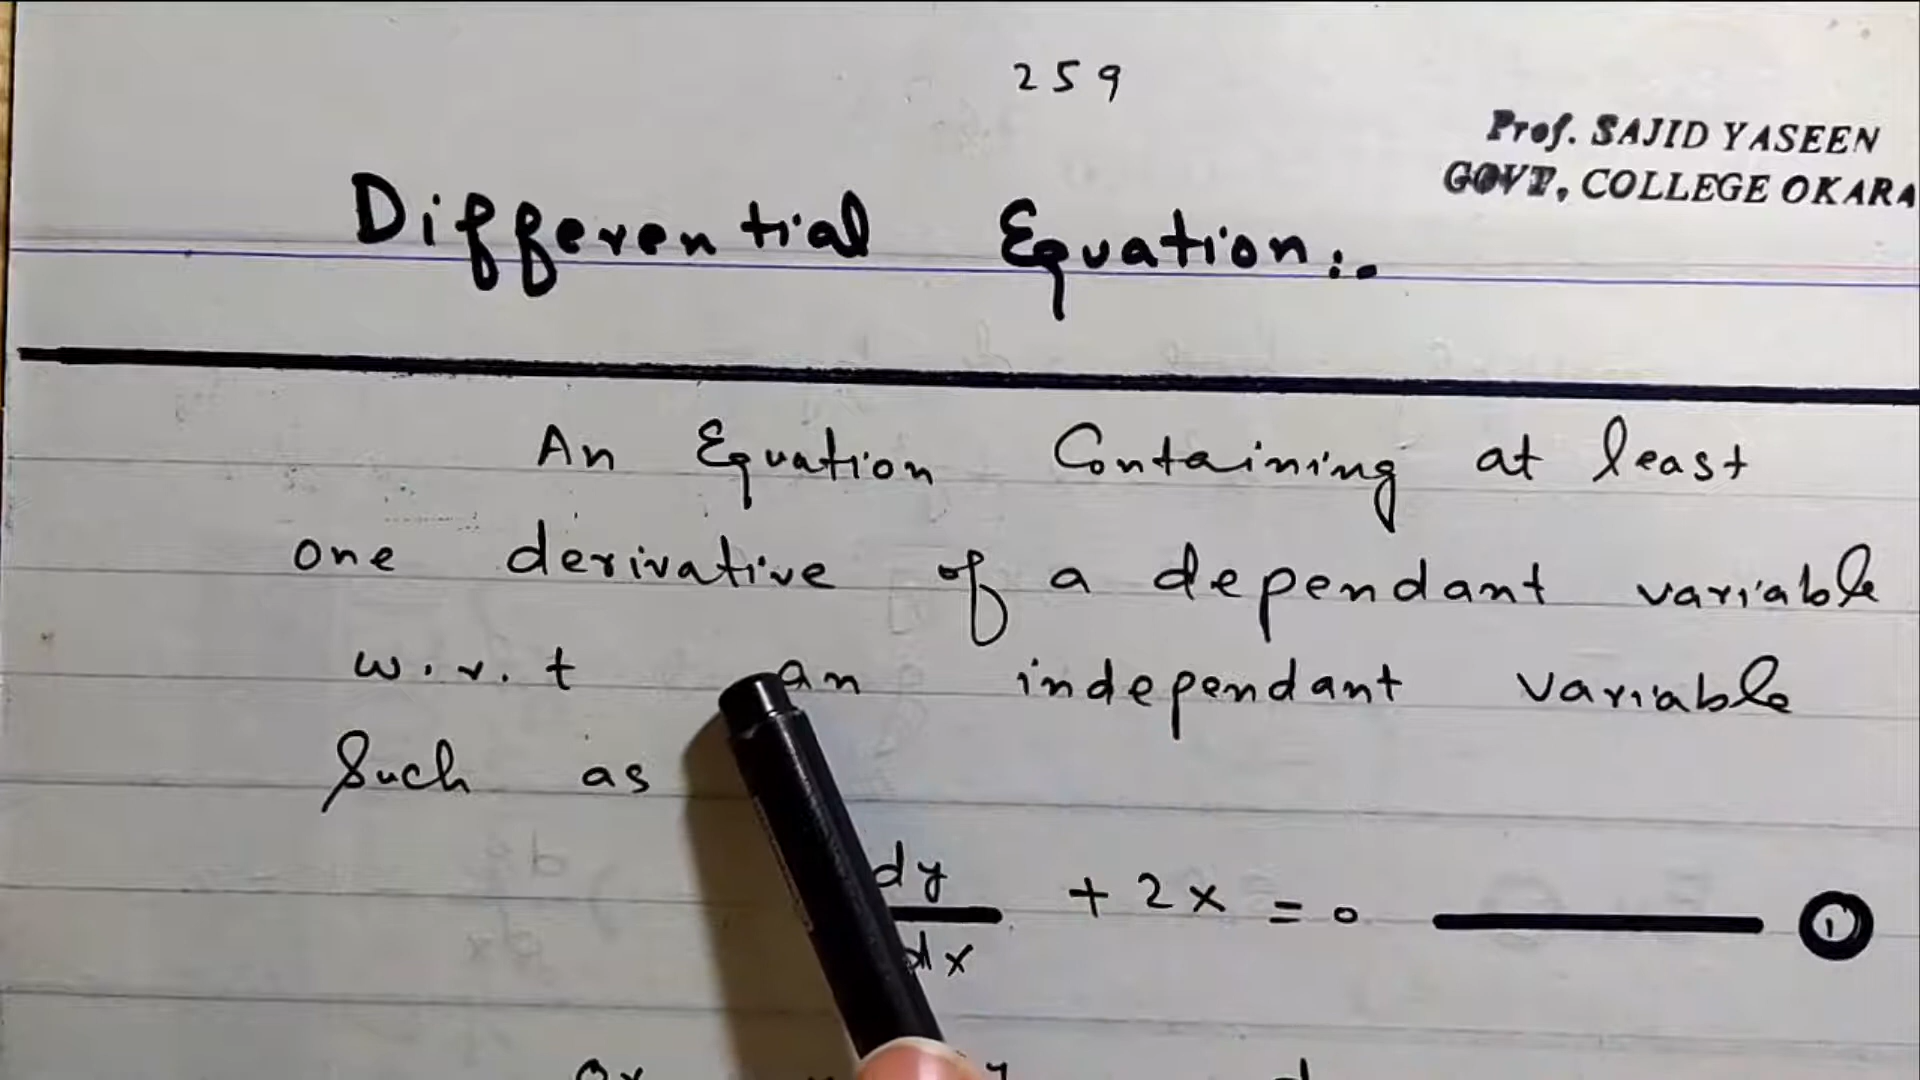 259
Prof. SAJID YASEEN
GOVT, COLLEGE OKARA
Differential Equation:.
An Equation Containing at least
one derivative of a dependant variable
w.r.t an independant variable
Such as
dy/dx + 2x = 0 ——— ①